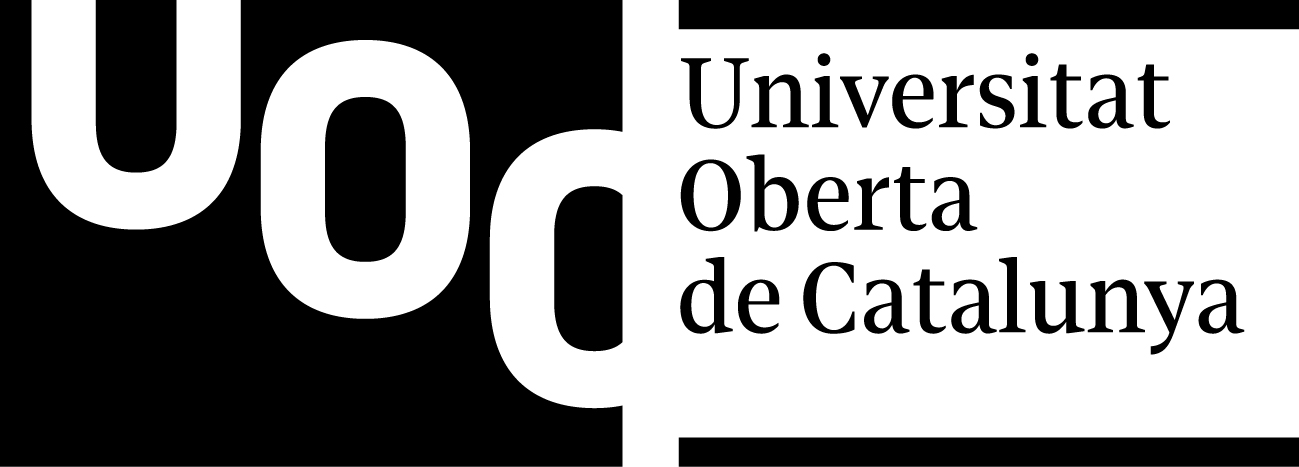 UOC
Universitat
Oberta
de Catalunya